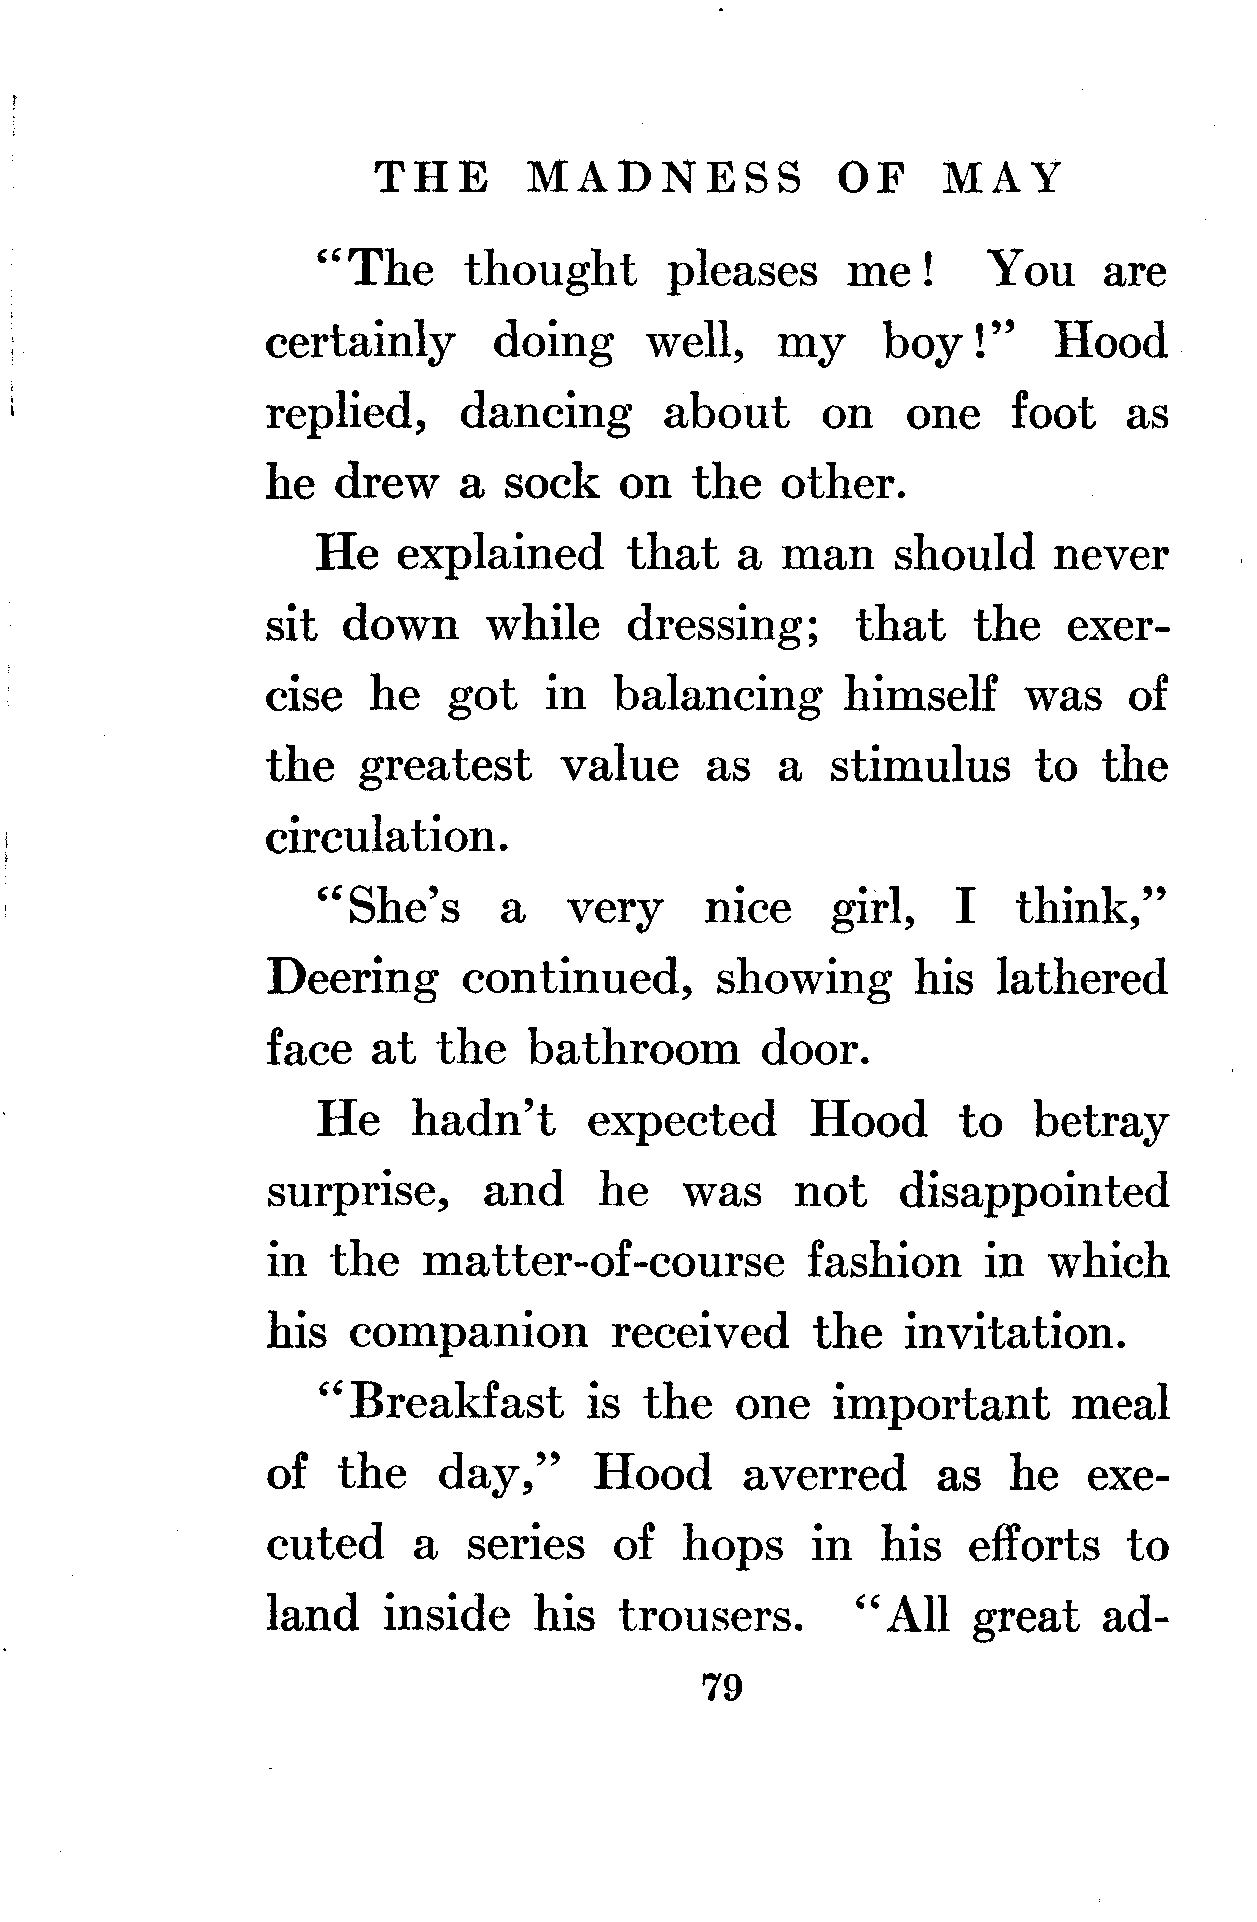 THE MADNESS OF MAY
“The thought pleases me! You are
certainly doing well, my boy!” Hood
replied, dancing about on one foot as
he drew a sock on the other.
He explained that a man should never
sit down while dressing; that the exer-
cise he got in balancing himself was of
the greatest value as a stimulus to the
circulation.
“She’s a very nice girl, I think,”
Deering continued, showing his lathered
face at the bathroom door.
He hadn’t expected Hood to betray
surprise, and he was not disappointed
in the matter-of-course fashion in which
his companion received the invitation.
“Breakfast is the one important meal
of the day,” Hood averred as he exe-
cuted a series of hops in his efforts to
land inside his trousers. “All great ad-
79